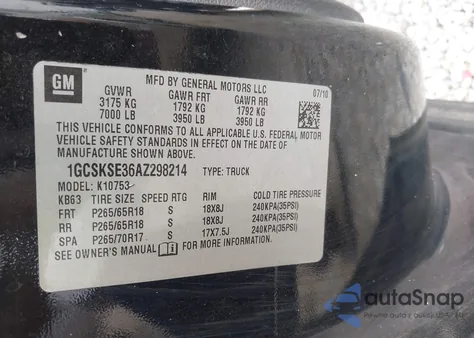 GM
MFD BY GENERAL MOTORS LLC
07/10
GVWR GAWR FRT GAWR RR
3175 KG 1792 KG 1792 KG
7000 LB 3950 LB 3950 LB
THIS VEHICLE CONFORMS TO ALL APPLICABLE U.S. FEDERAL MOTOR
VEHICLE SAFETY STANDARDS IN EFFECT ON THE DATE OF
MANUFACTURE SHOWN ABOVE.
1GCSKSE36AZ298214 TYPE: TRUCK
MODEL: K10753
KB63 TIRE SIZE SPEED RTG RIM COLD TIRE PRESSURE
FRT P265/65R18 S 18X8J 240KPA(35PSI)
RR P265/65R18 S 18X8J 240KPA(35PSI)
SPA P265/70R17 S 17X7.5J 240KPA(35PSI)
SEE OWNER'S MANUAL FOR MORE INFORMATION.
autoSnap